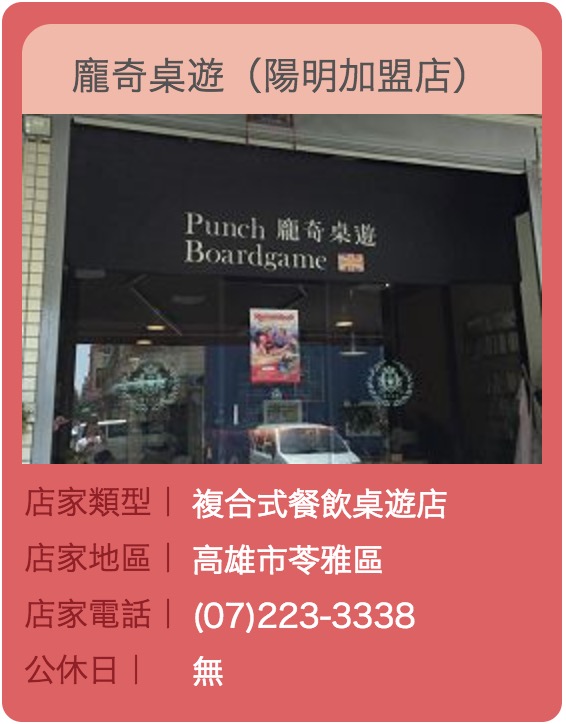 龐奇桌遊（陽明加盟店）
Punch 龐奇桌遊
Boardgame
店家類型｜ 複合式餐飲桌遊店
店家地區｜ 高雄市苓雅區
店家電話｜ (07)223-3338
公休日｜ 無